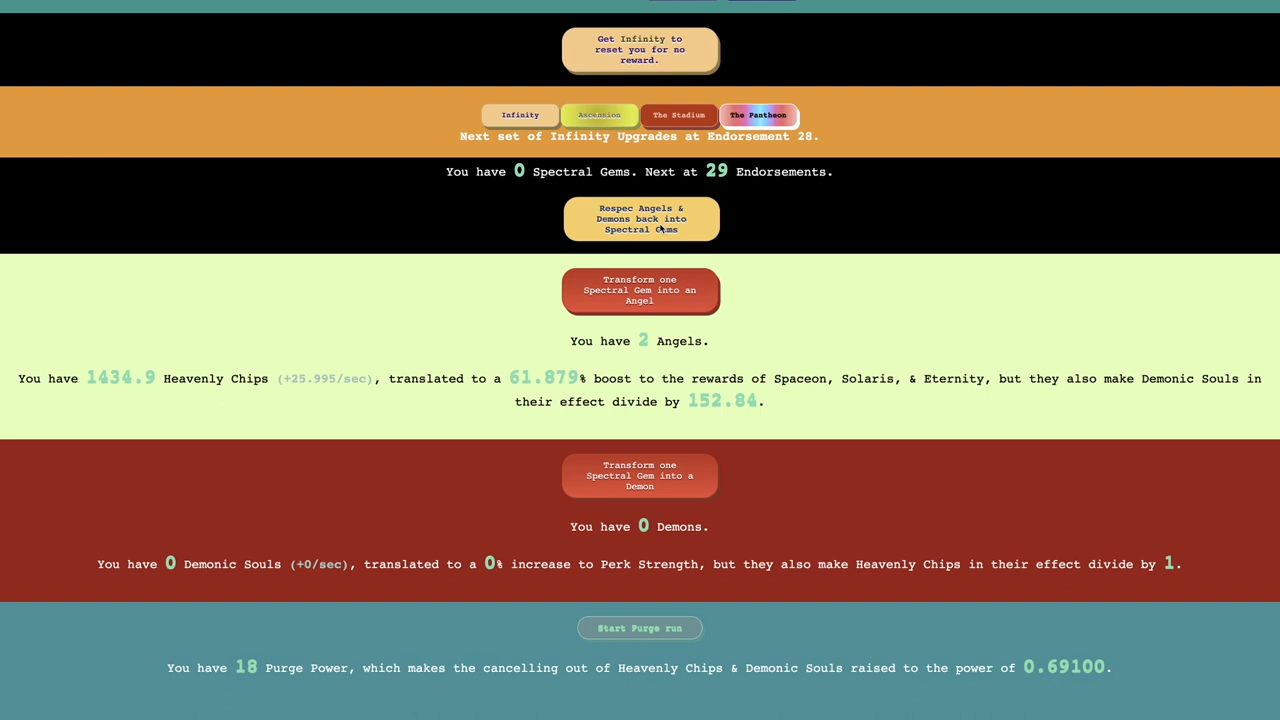 Get Infinity to
reset you for no
reward.
Infinity Ascension The Stadium The Pantheon
Next set of Infinity Upgrades at Endorsement 28.
You have 0 Spectral Gems. Next at 29 Endorsements.
Respec Angels &
Demons back into
Spectral Gems
Transform one
Spectral Gem into an
Angel
You have 2 Angels.
You have 1434.9 Heavenly Chips (+25.995/sec), translated to a 61.879% boost to the rewards of Spaceon, Solaris, & Eternity, but they also make Demonic Souls in
their effect divide by 152.84.
Transform one
Spectral Gem into a
Demon
You have 0 Demons.
You have 0 Demonic Souls (+0/sec), translated to a 0% increase to Perk Strength, but they also make Heavenly Chips in their effect divide by 1.
Start Purge run
You have 18 Purge Power, which makes the cancelling out of Heavenly Chips & Demonic Souls raised to the power of 0.69100.